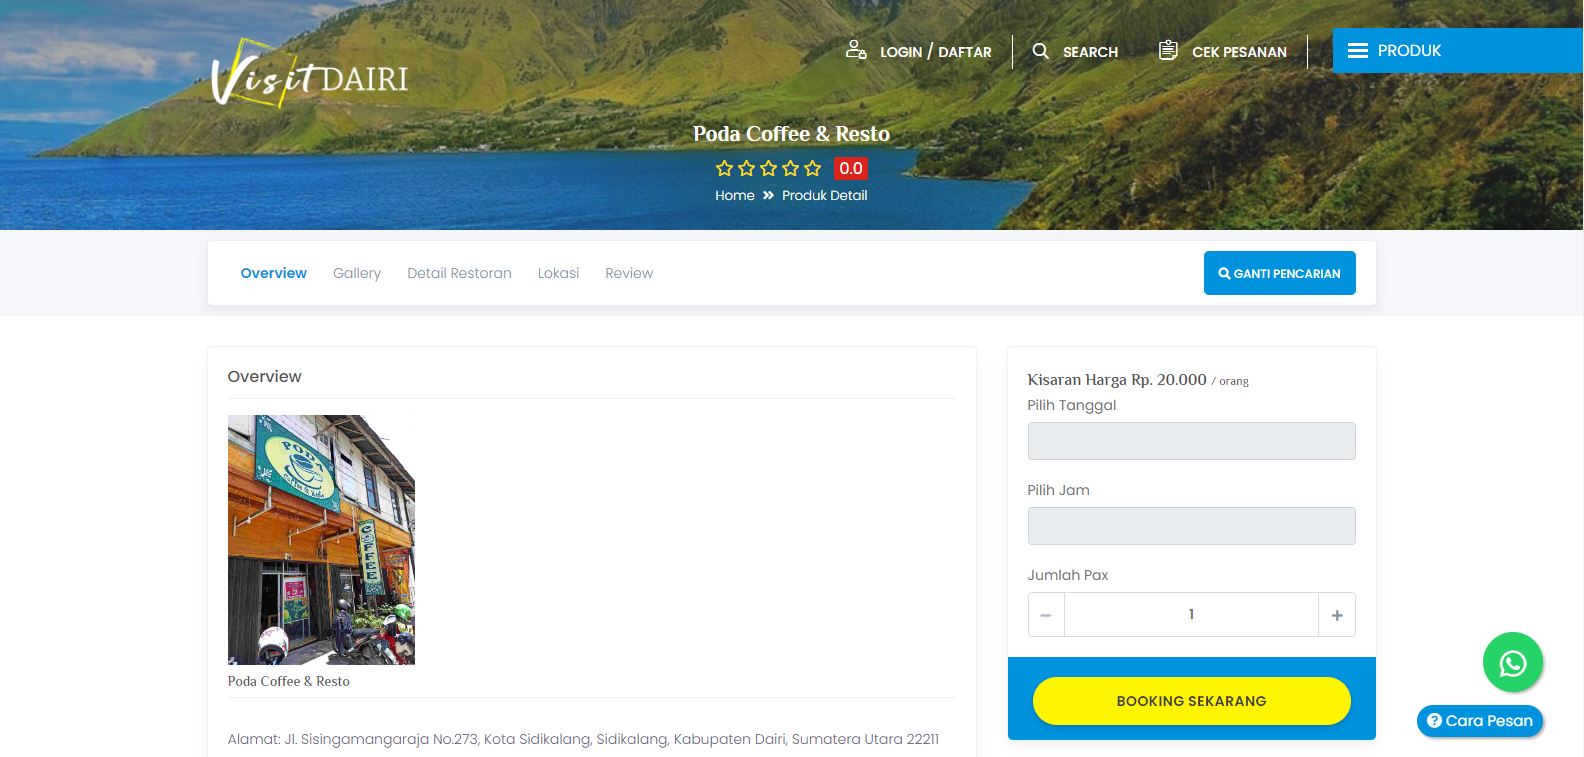 Visit DAIRI
LOGIN / DAFTAR
SEARCH
CEK PESANAN
PRODUK
Poda Coffee & Resto
0.0
Home » Produk Detail
Overview
Gallery
Detail Restoran
Lokasi
Review
GANTI PENCARIAN
Overview
PODA
COFFEE
Poda Coffee & Resto
Alamat: Jl. Sisingamangaraja No.273, Kota Sidikalang, Sidikalang, Kabupaten Dairi, Sumatera Utara 22211
Kisaran Harga Rp. 20.000 / orang
Pilih Tanggal
Pilih Jam
Jumlah Pax
− 1 +
BOOKING SEKARANG
Cara Pesan